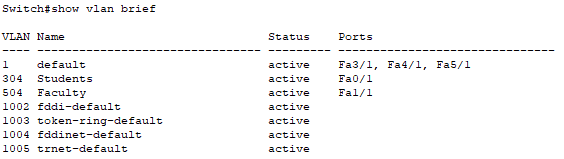 Switch#show vlan brief
VLAN Name                             Status    Ports
---- -------------------------------- --------- -------------------------------
1    default                          active    Fa3/1, Fa4/1, Fa5/1
304  Students                         active    Fa0/1
504  Faculty                          active    Fa1/1
1002 fddi-default                     active
1003 token-ring-default               active
1004 fddinet-default                  active
1005 trnet-default                    active